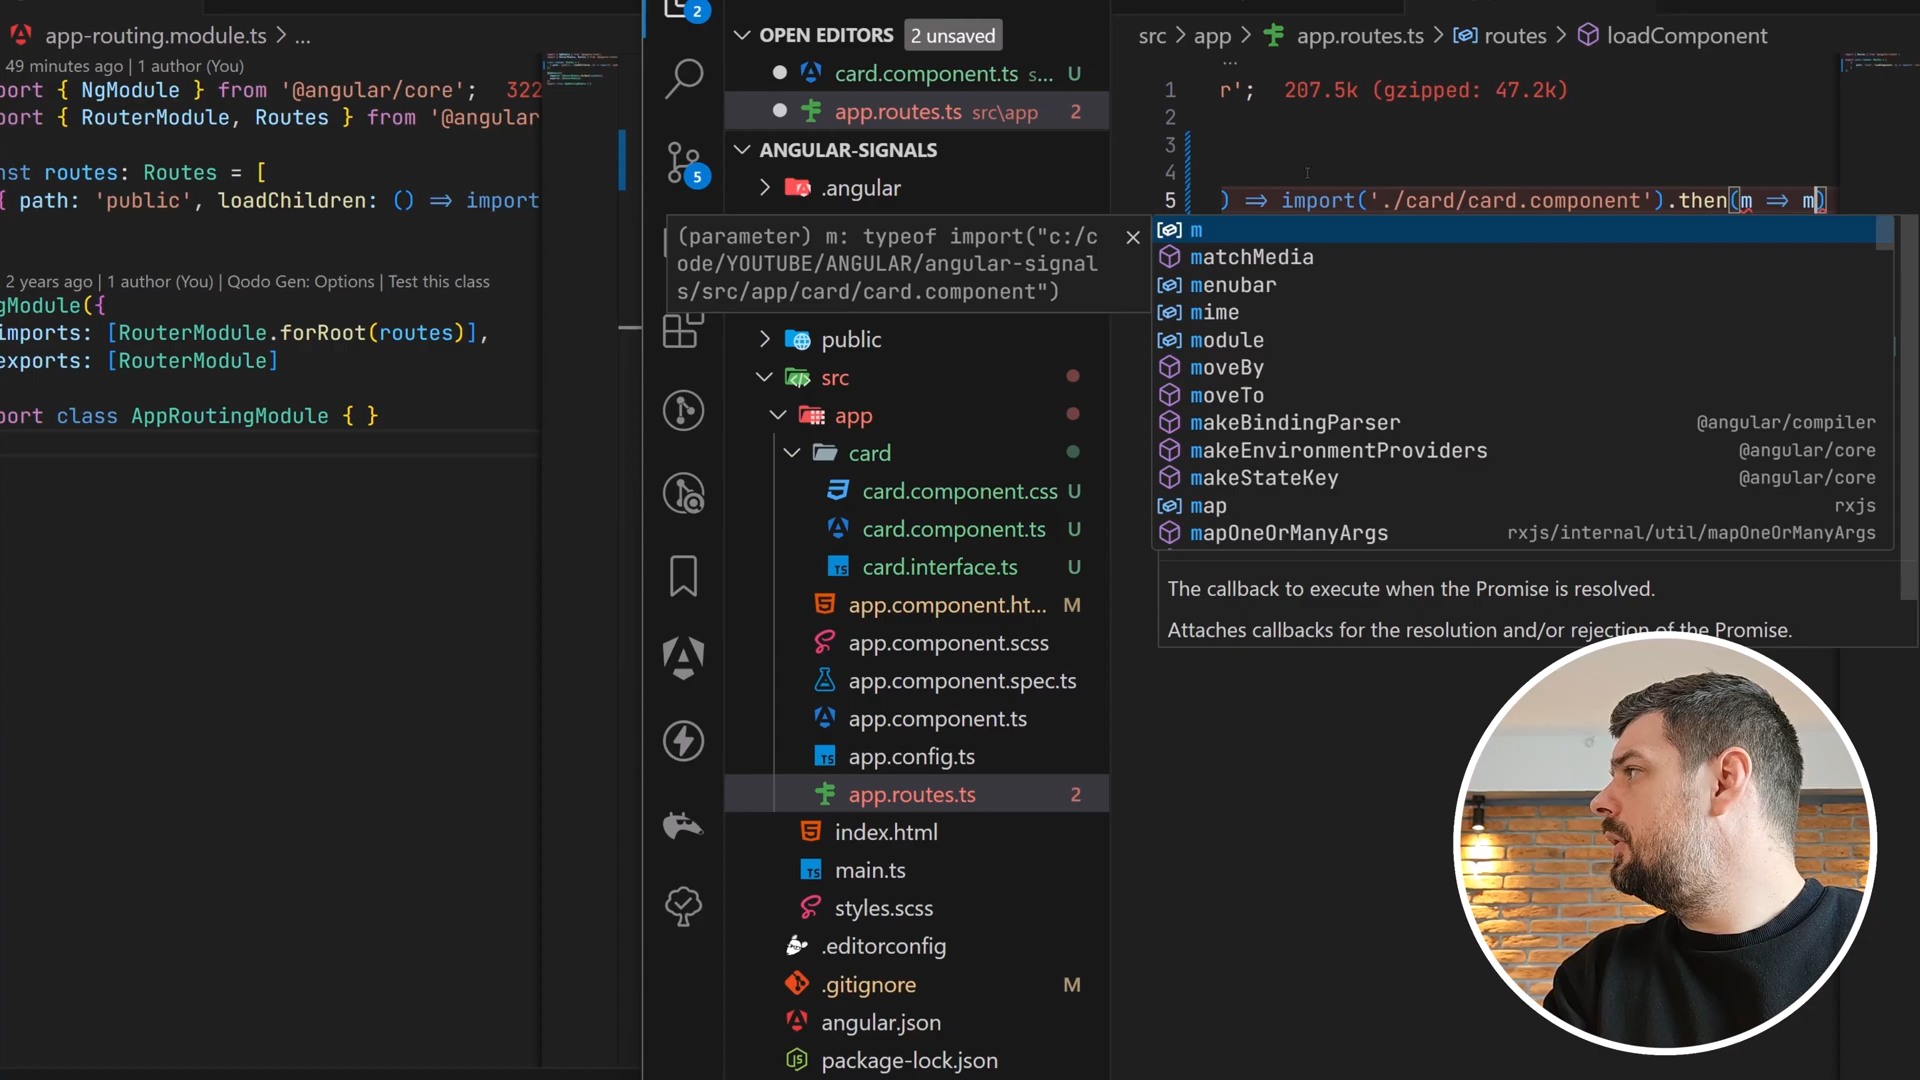 app-routing.module.ts > ...
49 minutes ago | 1 author (You)
port { NgModule } from '@angular/core'; 322
port { RouterModule, Routes } from '@angular
nst routes: Routes = [
{ path: 'public', loadChildren: () => import
2 years ago | 1 author (You) | Qodo Gen: Options | Test this class
gModule({
imports: [RouterModule.forRoot(routes)],
exports: [RouterModule]
port class AppRoutingModule { }
2
5
OPEN EDITORS 2 unsaved
card.component.ts s... U
app.routes.ts src\app 2
ANGULAR-SIGNALS
.angular
(parameter) m: typeof import("c:/c
ode/YOUTUBE/ANGULAR/angular-signal
s/src/app/card/card.component")
public
src
app
card
card.component.css U
card.component.ts U
card.interface.ts U
app.component.ht... M
app.component.scss
app.component.spec.ts
app.component.ts
app.config.ts
app.routes.ts 2
index.html
main.ts
styles.scss
.editorconfig
.gitignore M
angular.json
package-lock.json
src > app > app.routes.ts > routes > loadComponent
...
1 r'; 207.5k (gzipped: 47.2k)
2
3
4
5 ) => import('./card/card.component').then(m => m)
m
matchMedia
menubar
mime
module
moveBy
moveTo
makeBindingParser @angular/compiler
makeEnvironmentProviders @angular/core
makeStateKey @angular/core
map rxjs
mapOneOrManyArgs rxjs/internal/util/mapOneOrManyArgs
The callback to execute when the Promise is resolved.
Attaches callbacks for the resolution and/or rejection of the Promise.